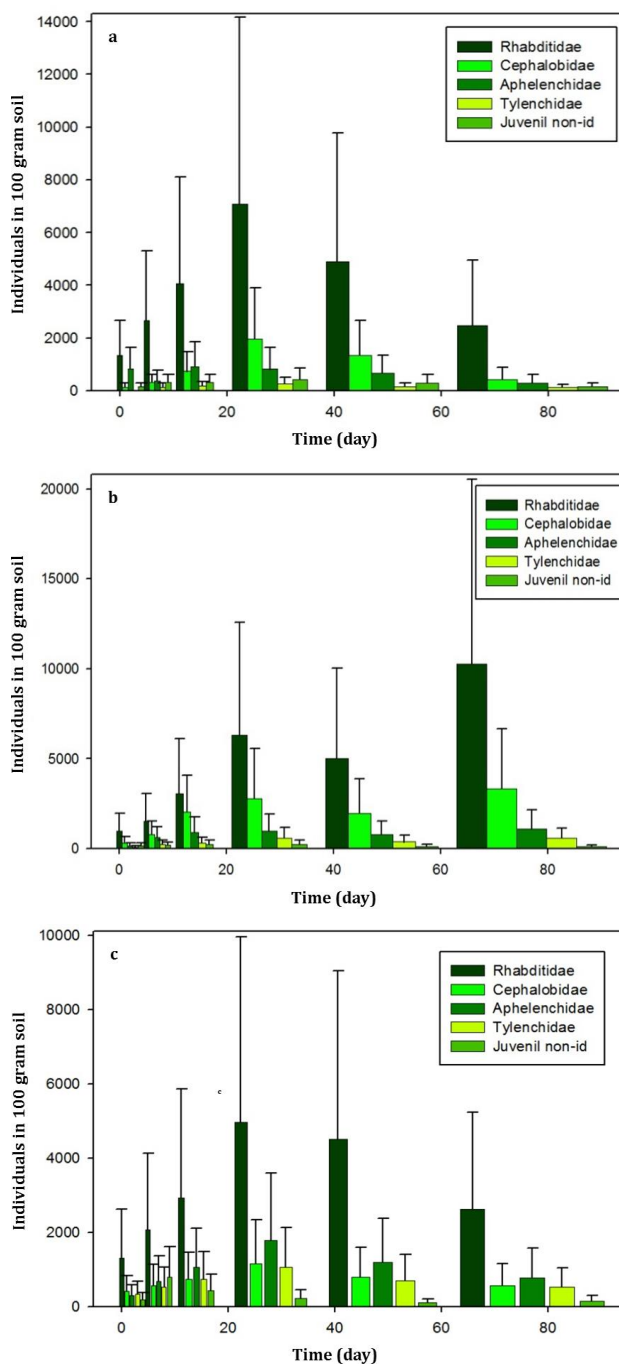 a
Rhabditidae
Cephalobidae
Aphelenchidae
Tylenchidae
Juvenil non-id
Individuals in 100 gram soil
14000
12000
10000
8000
6000
4000
2000
0
0 20 40 60 80
Time (day)
b
Rhabditidae
Cephalobidae
Aphelenchidae
Tylenchidae
Juvenil non-id
Individuals in 100 gram soil
20000
15000
10000
5000
0
0 20 40 60 80
Time (day)
c
Rhabditidae
Cephalobidae
Aphelenchidae
Tylenchidae
Juvenil non-id
c
Individuals in 100 gram soil
10000
8000
6000
4000
2000
0
0 20 40 60 80
Time (day)